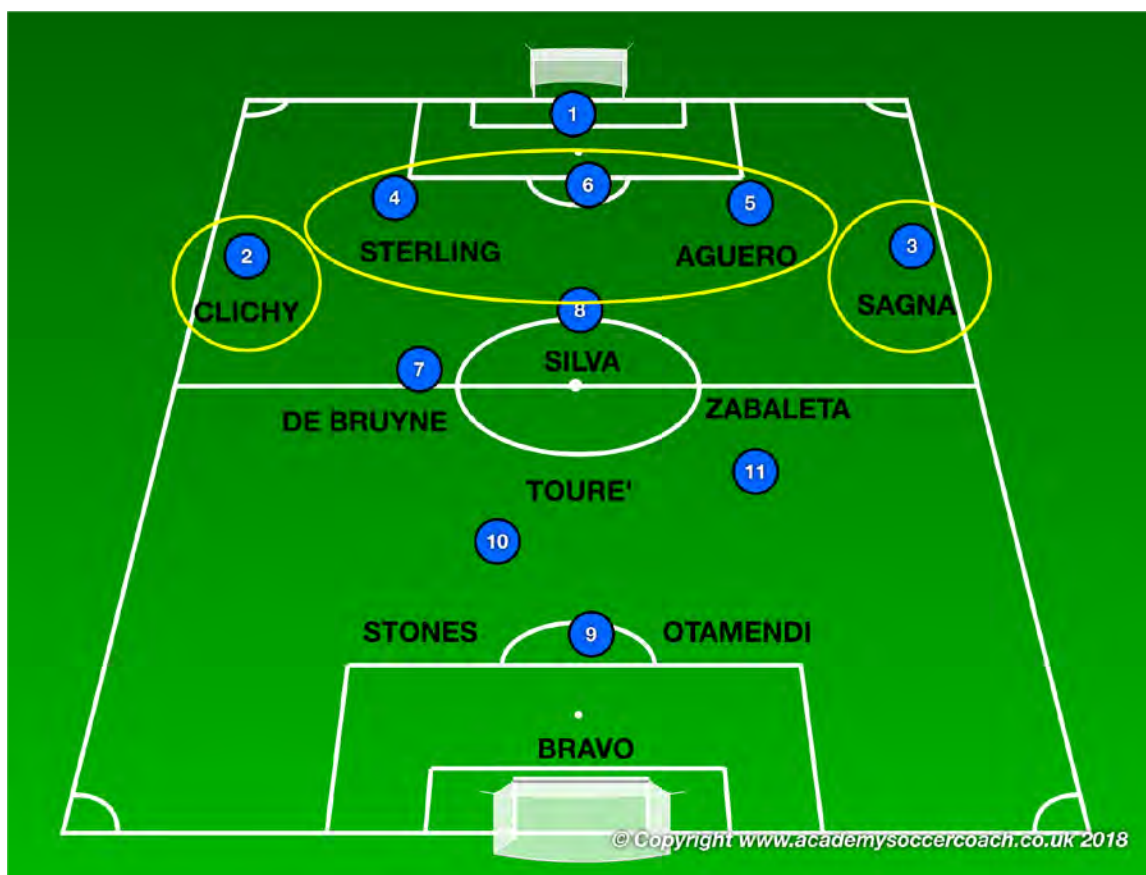 1
6
4
5
3
2
STERLING
AGUERO
CLICHY
SAGNA
8
SILVA
7
ZABALETA
DE BRUYNE
11
TOURE'
10
STONES
9
OTAMENDI
BRAVO
© Copyright www.academysoccercoach.co.uk 2018